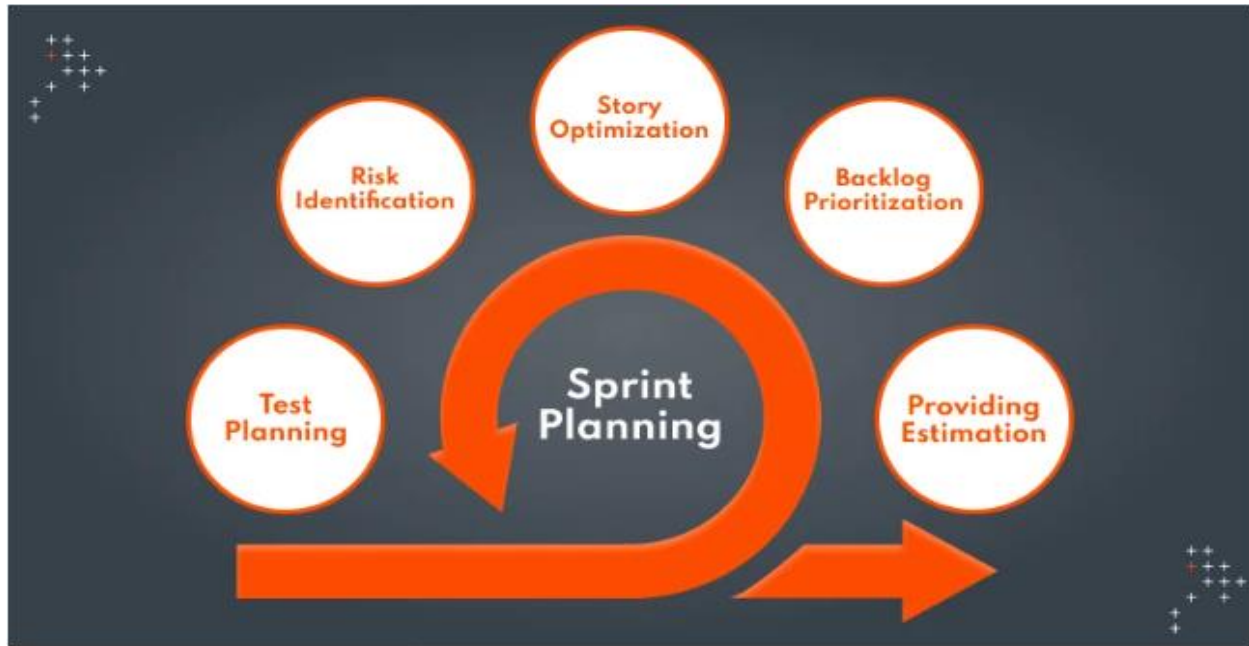 Story
Optimization
Risk
Identification
Backlog
Prioritization
Test
Planning
Sprint
Planning
Providing
Estimation